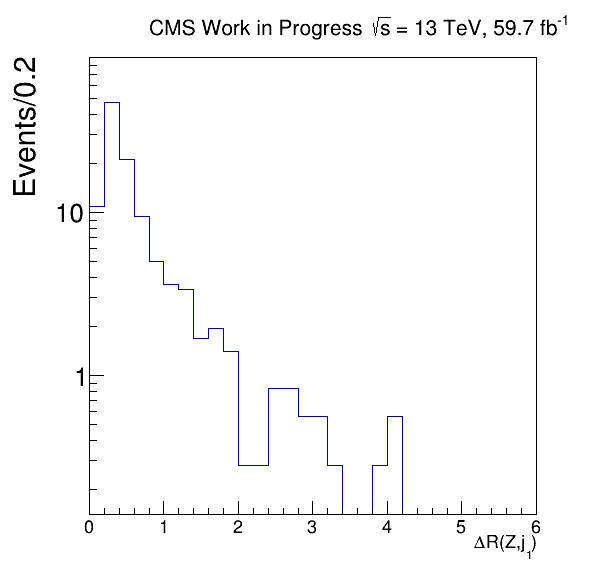 CMS Work in Progress √s = 13 TeV, 59.7 fb⁻¹
Events/0.2
10
1
0 1 2 3 4 5 6
ΔR(Z,j₁)